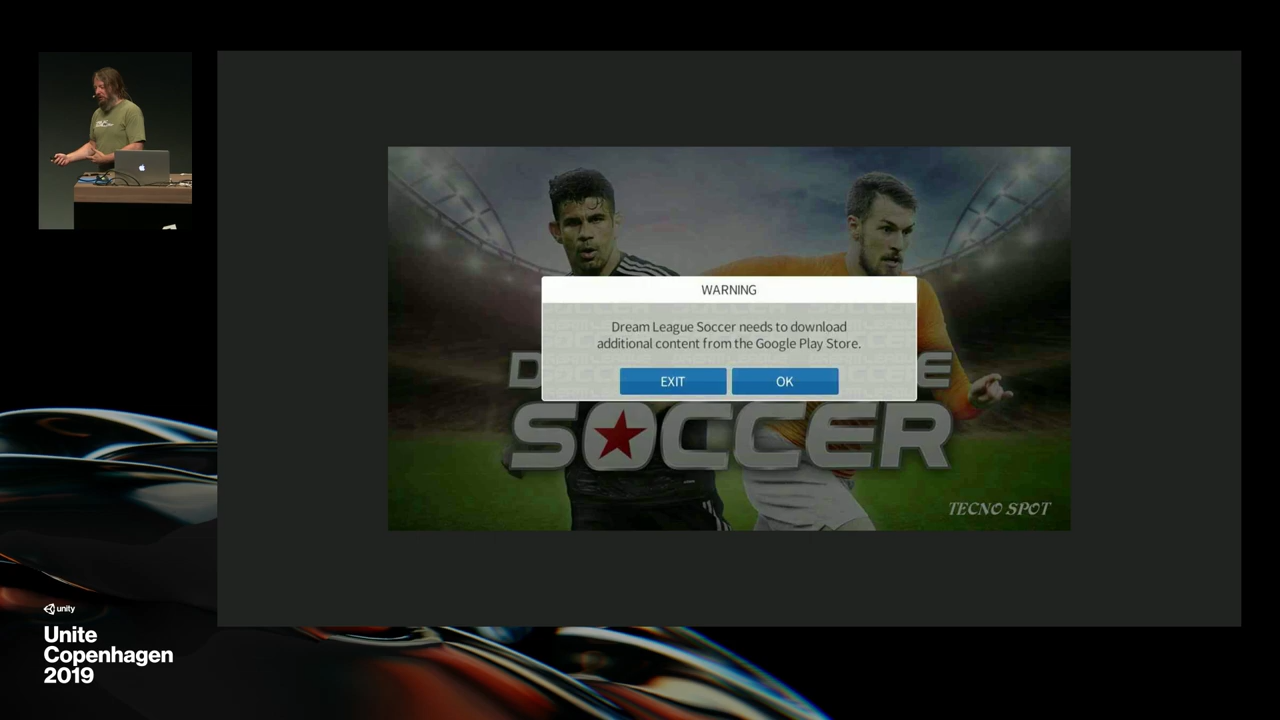 WARNING
Dream League Soccer needs to download
additional content from the Google Play Store.
EXIT
OK
SOCCER
TECNO SPOT
unity
Unite
Copenhagen
2019